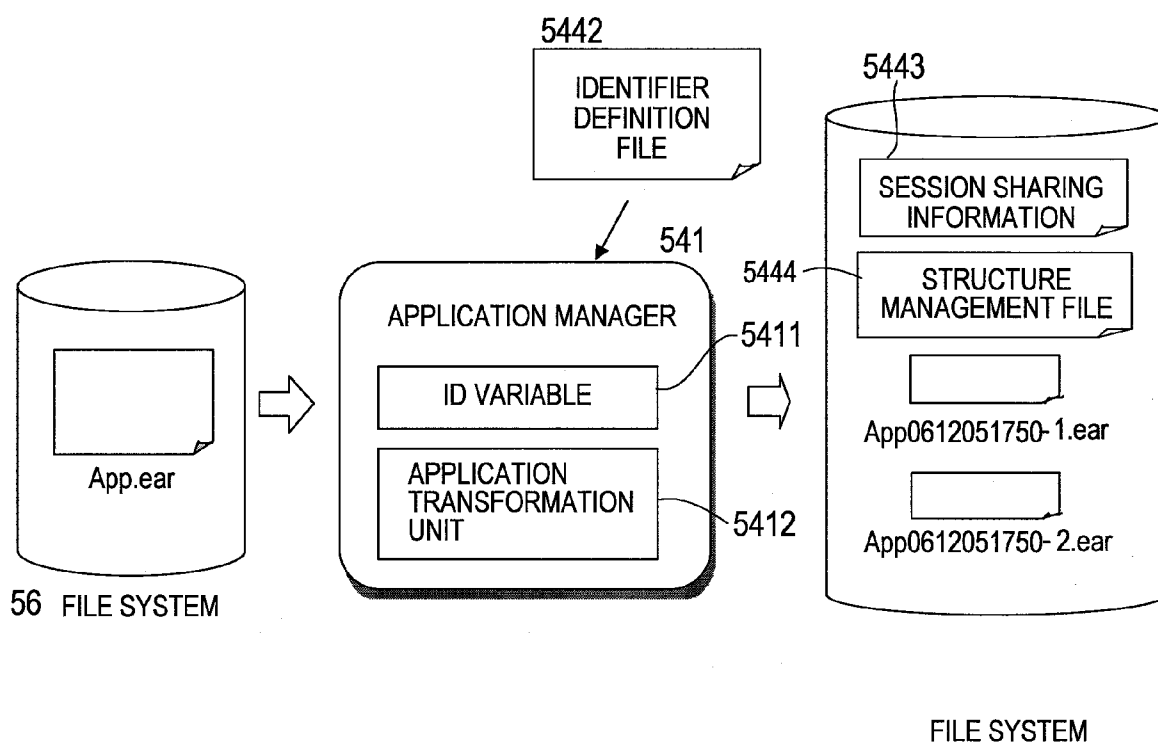 5442
IDENTIFIER
DEFINITION
FILE
5443
SESSION SHARING
INFORMATION
5444
STRUCTURE
MANAGEMENT FILE
541
APPLICATION MANAGER
5411
ID VARIABLE
APPLICATION
TRANSFORMATION
UNIT
5412
App.ear
56 FILE SYSTEM
App0612051750-1.ear
App0612051750-2.ear
FILE SYSTEM